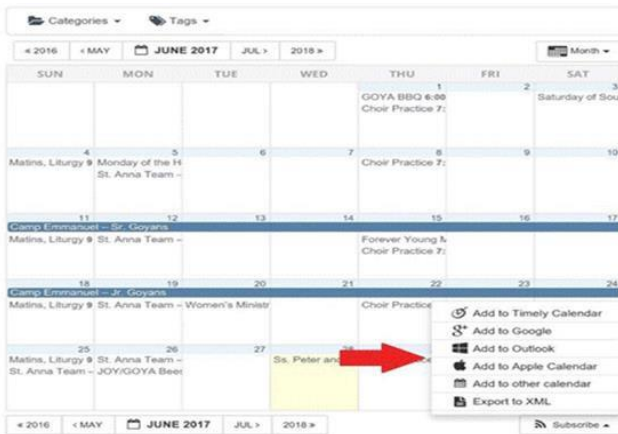 Categories Tags
« 2016 ‹ MAY JUNE 2017 JUL › 2018 » Month
SUN MON TUE WED THU FRI SAT
1 2 3
GOYA BBQ 6:00 Saturday of Sou
Choir Practice 7:
4 5 6 7 8 9 10
Matins, Liturgy 9 Monday of the H Choir Practice 7:
St. Anna Team –
11 12 13 14 15 16 17
Camp Emmanuel – Sr. Goyans
Matins, Liturgy 9 St. Anna Team – Forever Young M
Choir Practice 7:
18 19 20 21 22 23 24
Camp Emmanuel – Jr. Goyans
Matins, Liturgy 9 St. Anna Team – Women's Ministr Choir Practice
Add to Timely Calendar
Add to Google
Add to Outlook
Add to Apple Calendar
Add to other calendar
Export to XML
25 26 27 28
Matins, Liturgy 9 St. Anna Team – Ss. Peter and
St. Anna Team – JOY/GOYA Bee
« 2016 ‹ MAY JUNE 2017 JUL › 2018 » Subscribe